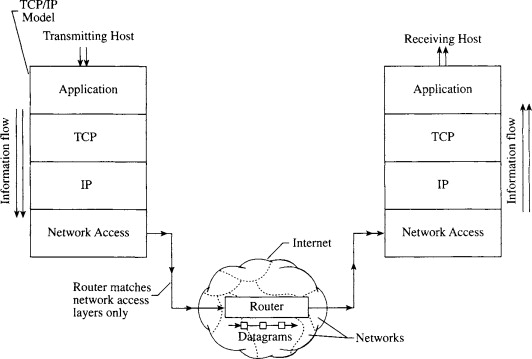 TCP/IP
Model
Transmitting Host
Receiving Host
Application
TCP
IP
Network Access
Information flow
Application
TCP
IP
Network Access
Information flow
Internet
Router matches
network access
layers only
Router
Datagrams
Networks